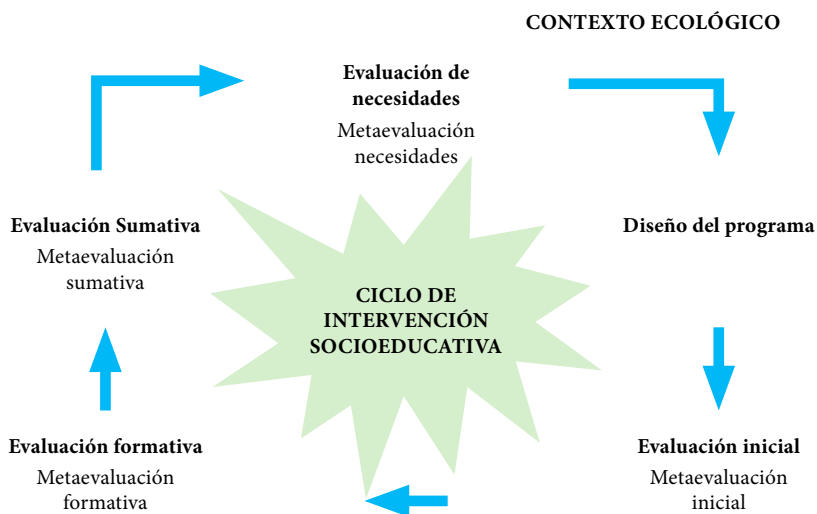 CONTEXTO ECOLÓGICO
Evaluación de
necesidades
Metaevaluación
necesidades
Diseño del programa
Evaluación inicial
Metaevaluación
inicial
Evaluación formativa
Metaevaluación
formativa
Evaluación Sumativa
Metaevaluación
sumativa
CICLO DE
INTERVENCIÓN
SOCIOEDUCATIVA